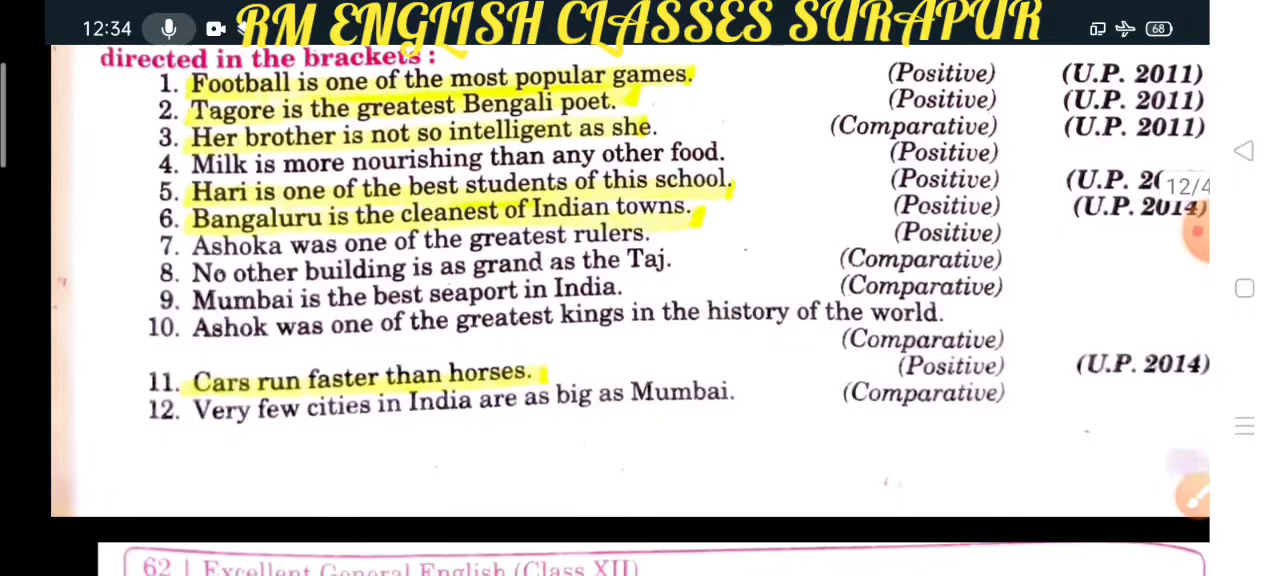 12:34
RM ENGLISH CLASSES SURAPUR
68
directed in the brackets :
1. Football is one of the most popular games. (Positive) (U.P. 2011)
2. Tagore is the greatest Bengali poet. (Positive) (U.P. 2011)
3. Her brother is not so intelligent as she. (Comparative) (U.P. 2011)
4. Milk is more nourishing than any other food. (Positive)
5. Hari is one of the best students of this school. (Positive) (U.P.
12/4
6. Bangaluru is the cleanest of Indian towns. (Positive) (U.P. 2014)
7. Ashoka was one of the greatest rulers. (Positive)
8. No other building is as grand as the Taj. (Comparative)
9. Mumbai is the best seaport in India. (Comparative)
10. Ashok was one of the greatest kings in the history of the world.
(Comparative)
11. Cars run faster than horses. (Positive) (U.P. 2014)
12. Very few cities in India are as big as Mumbai. (Comparative)
62 | Excellent General English (Class XII)